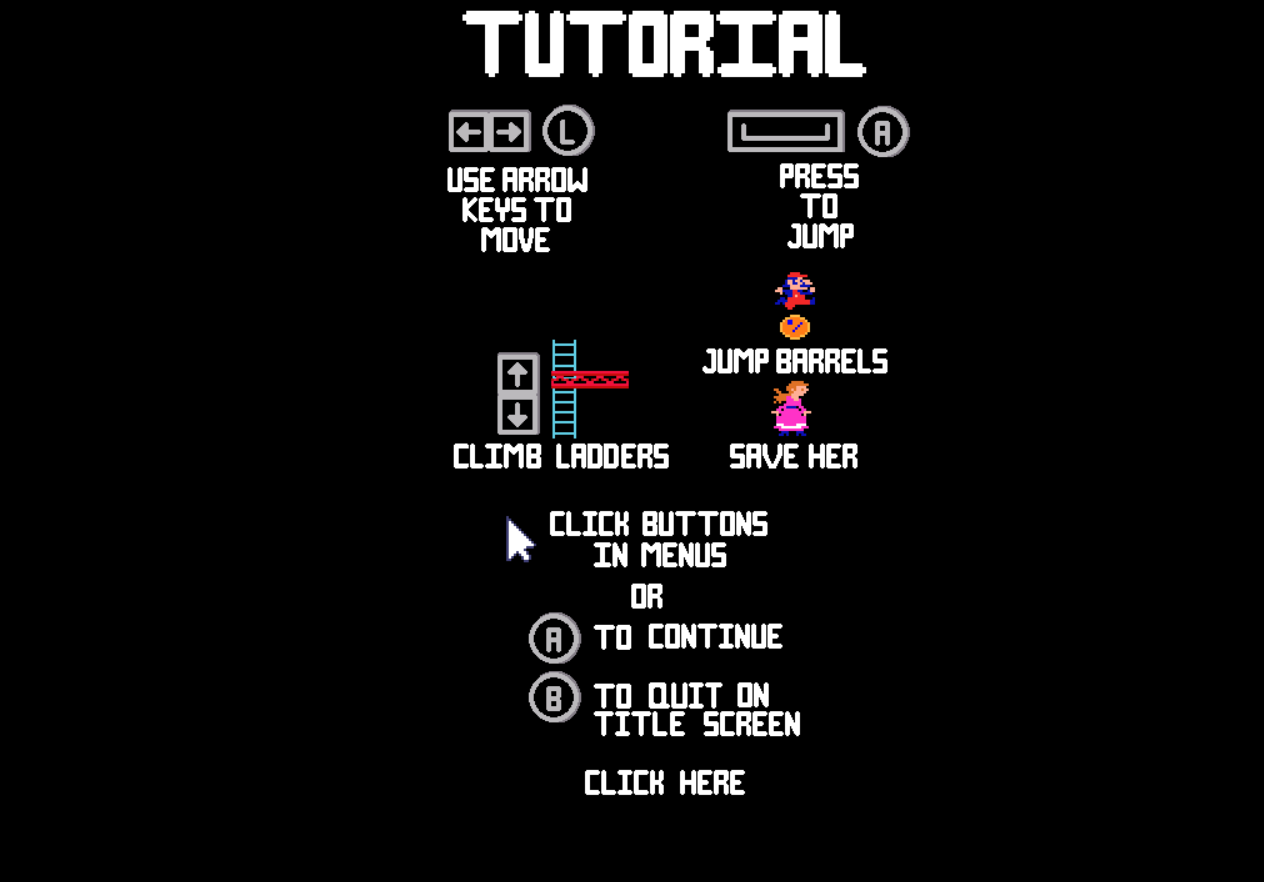 TUTORIAL
L
A
USE ARROW
KEYS TO
MOVE
PRESS
TO
JUMP
JUMP BARRELS
CLIMB LADDERS
SAVE HER
CLICK BUTTONS
IN MENUS
OR
A TO CONTINUE
B TO QUIT ON
TITLE SCREEN
CLICK HERE